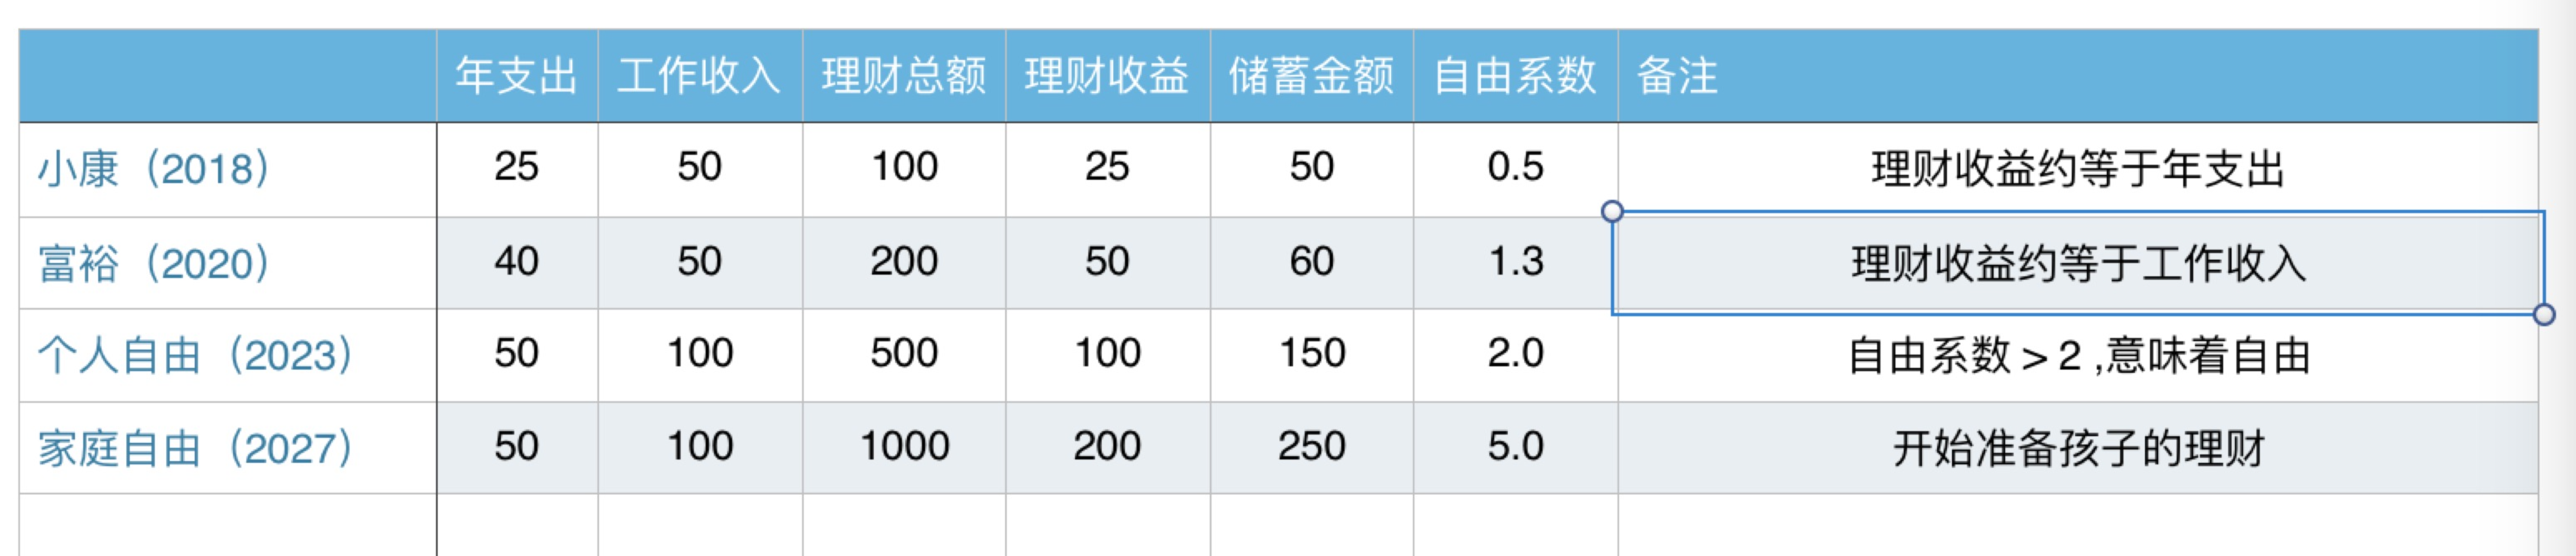 年支出 工作收入 理财总额 理财收益 储蓄金额 自由系数 备注
小康（2018） 25 50 100 25 50 0.5 理财收益约等于年支出
富裕（2020） 40 50 200 50 60 1.3 理财收益约等于工作收入
个人自由（2023） 50 100 500 100 150 2.0 自由系数 > 2 ,意味着自由
家庭自由（2027） 50 100 1000 200 250 5.0 开始准备孩子的理财